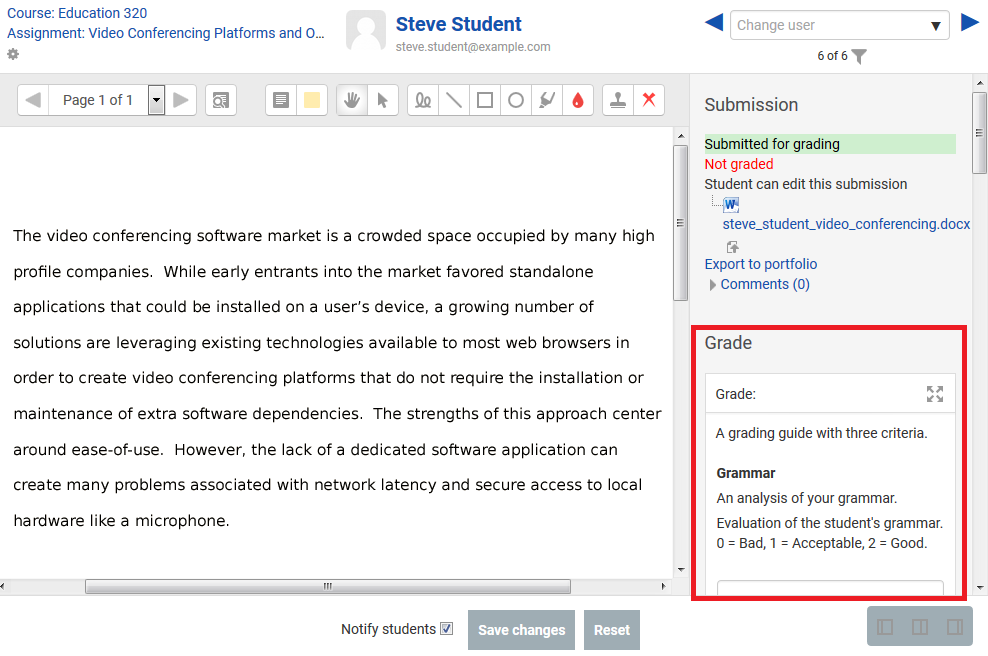 Course: Education 320
Assignment: Video Conferencing Platforms and O...
Steve Student
steve.student@example.com
Change user
6 of 6
Page 1 of 1
The video conferencing software market is a crowded space occupied by many high
profile companies.  While early entrants into the market favored standalone
applications that could be installed on a user’s device, a growing number of
solutions are leveraging existing technologies available to most web browsers in
order to create video conferencing platforms that do not require the installation or
maintenance of extra software dependencies.  The strengths of this approach center
around ease-of-use.  However, the lack of a dedicated software application can
create many problems associated with network latency and secure access to local
hardware like a microphone.
Submission
Submitted for grading
Not graded
Student can edit this submission
W
steve_student_video_conferencing.docx
Export to portfolio
Comments (0)
Grade
Grade:
A grading guide with three criteria.
Grammar
An analysis of your grammar.
Evaluation of the student's grammar.
0 = Bad, 1 = Acceptable, 2 = Good.
Notify students
Save changes
Reset